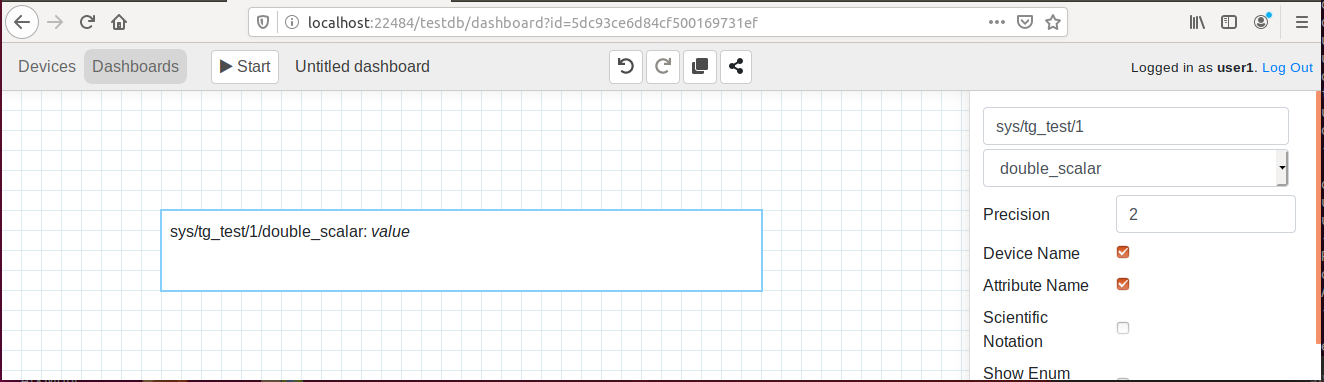 localhost:22484/testdb/dashboard?id=5dc93ce6d84cf500169731ef
Devices Dashboards Start Untitled dashboard Logged in as user1. Log Out
sys/tg_test/1
double_scalar
Precision 2
sys/tg_test/1/double_scalar: value
Device Name
Attribute Name
Scientific
Notation
Show Enum